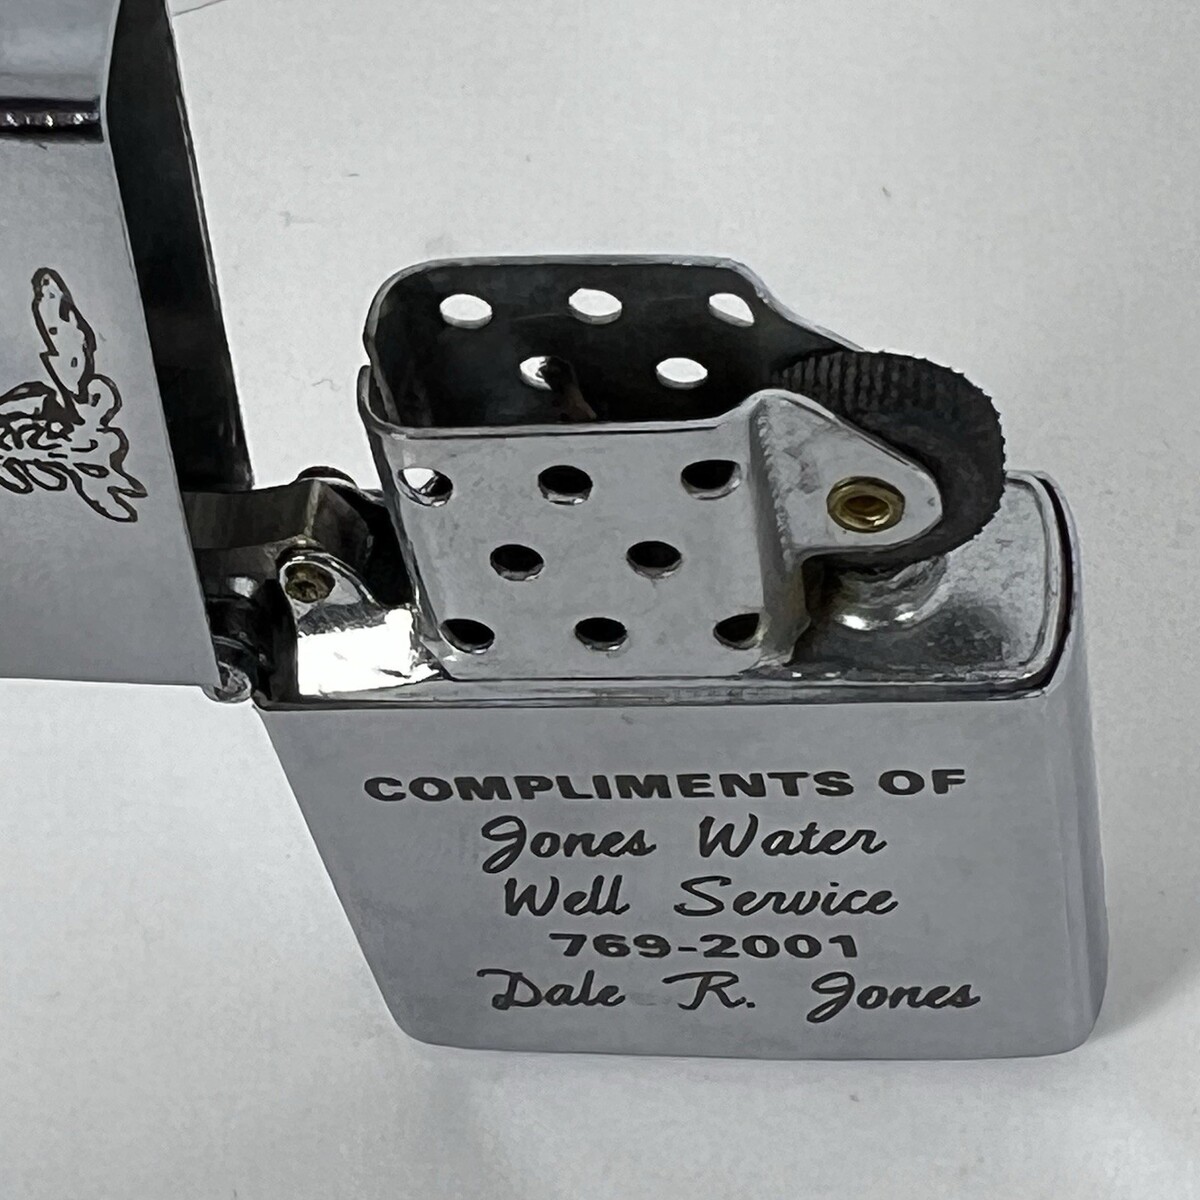 COMPLIMENTS OF
Jones Water
Well Service
769-2001
Dale R. Jones